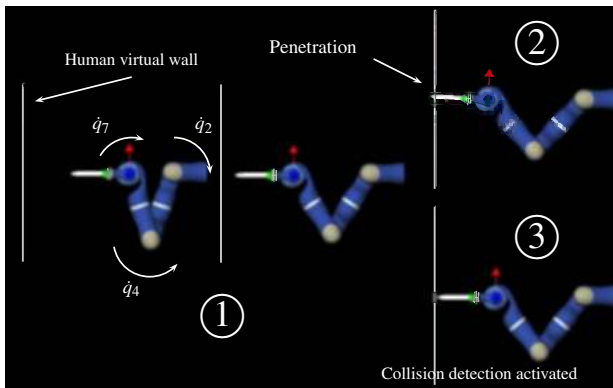 Human virtual wall
Penetration
q̇7
q̇2
q̇4
1
2
3
Collision detection activated